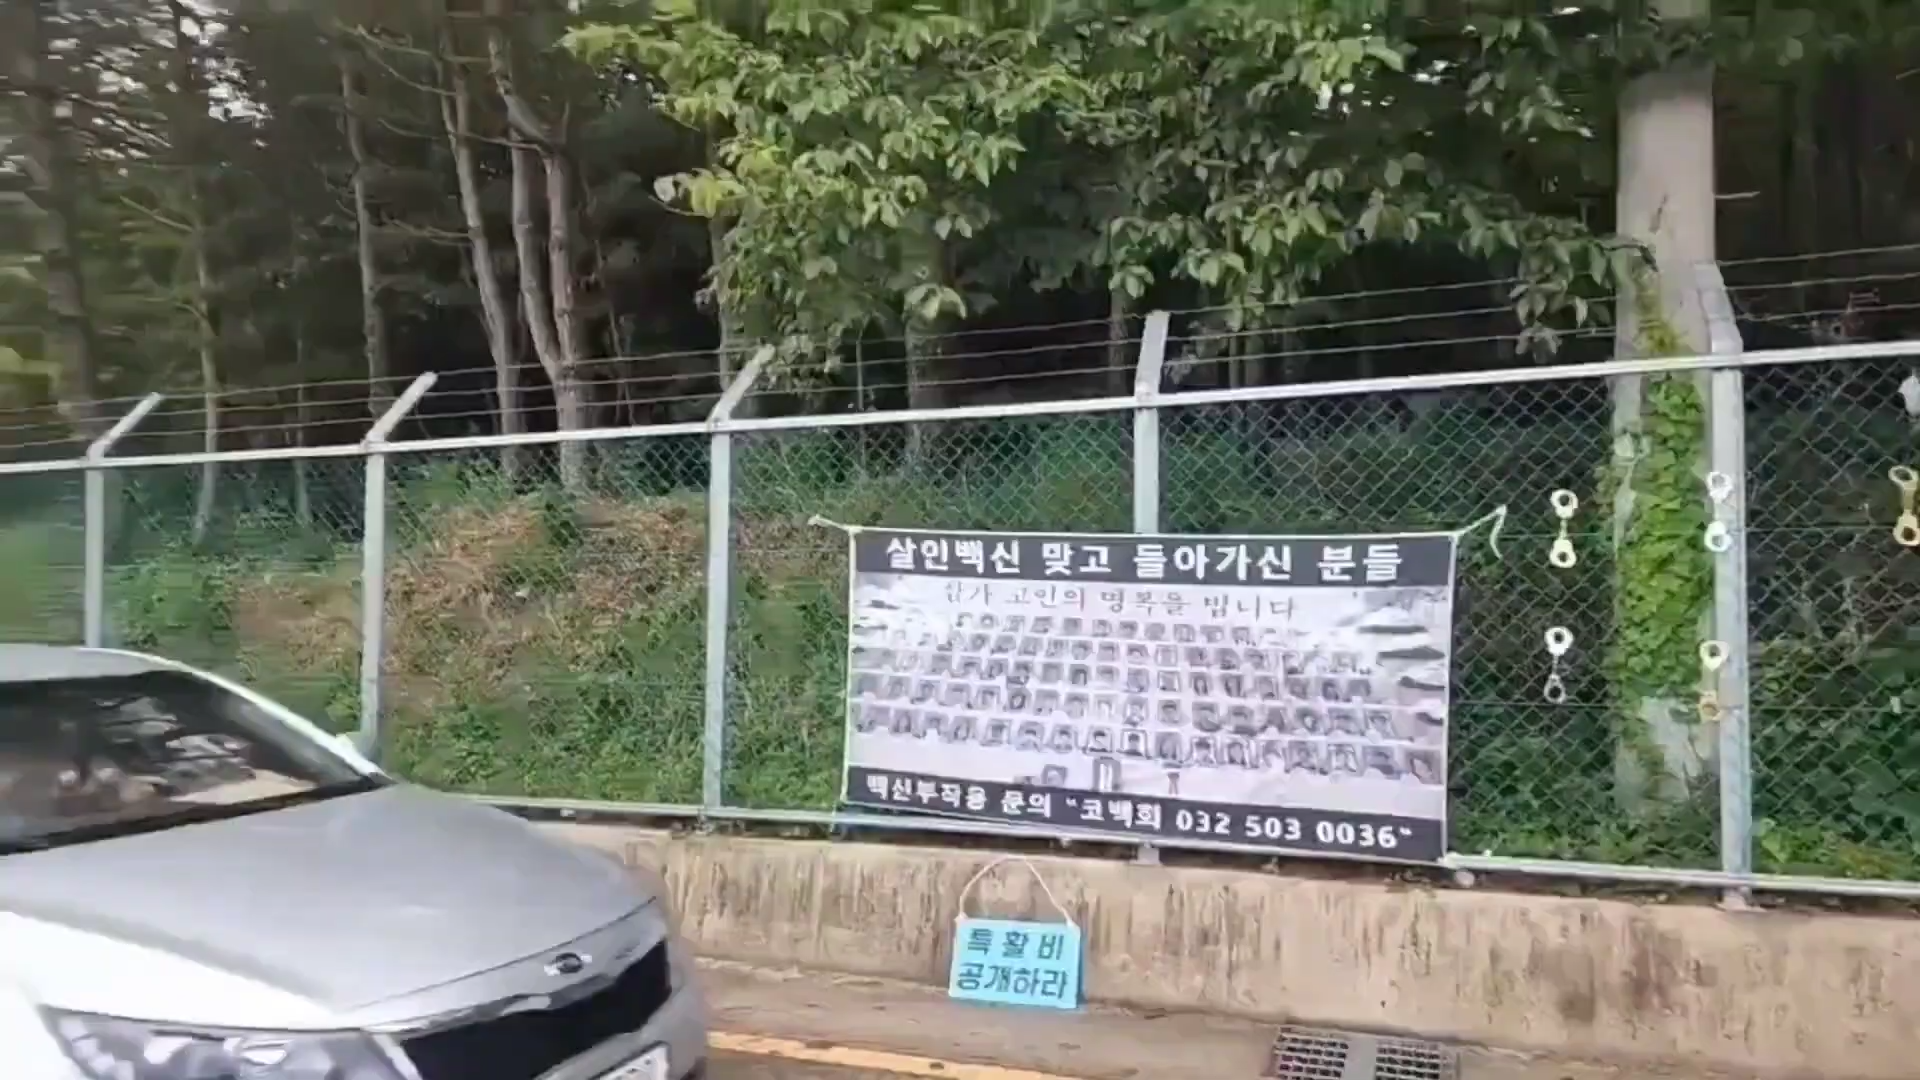 살인백신 맞고 돌아가신 분들
삼가 고인의 명복을 빕니다
백신부작용 문의 "코백회 032 503 0036"
특활비
공개하라